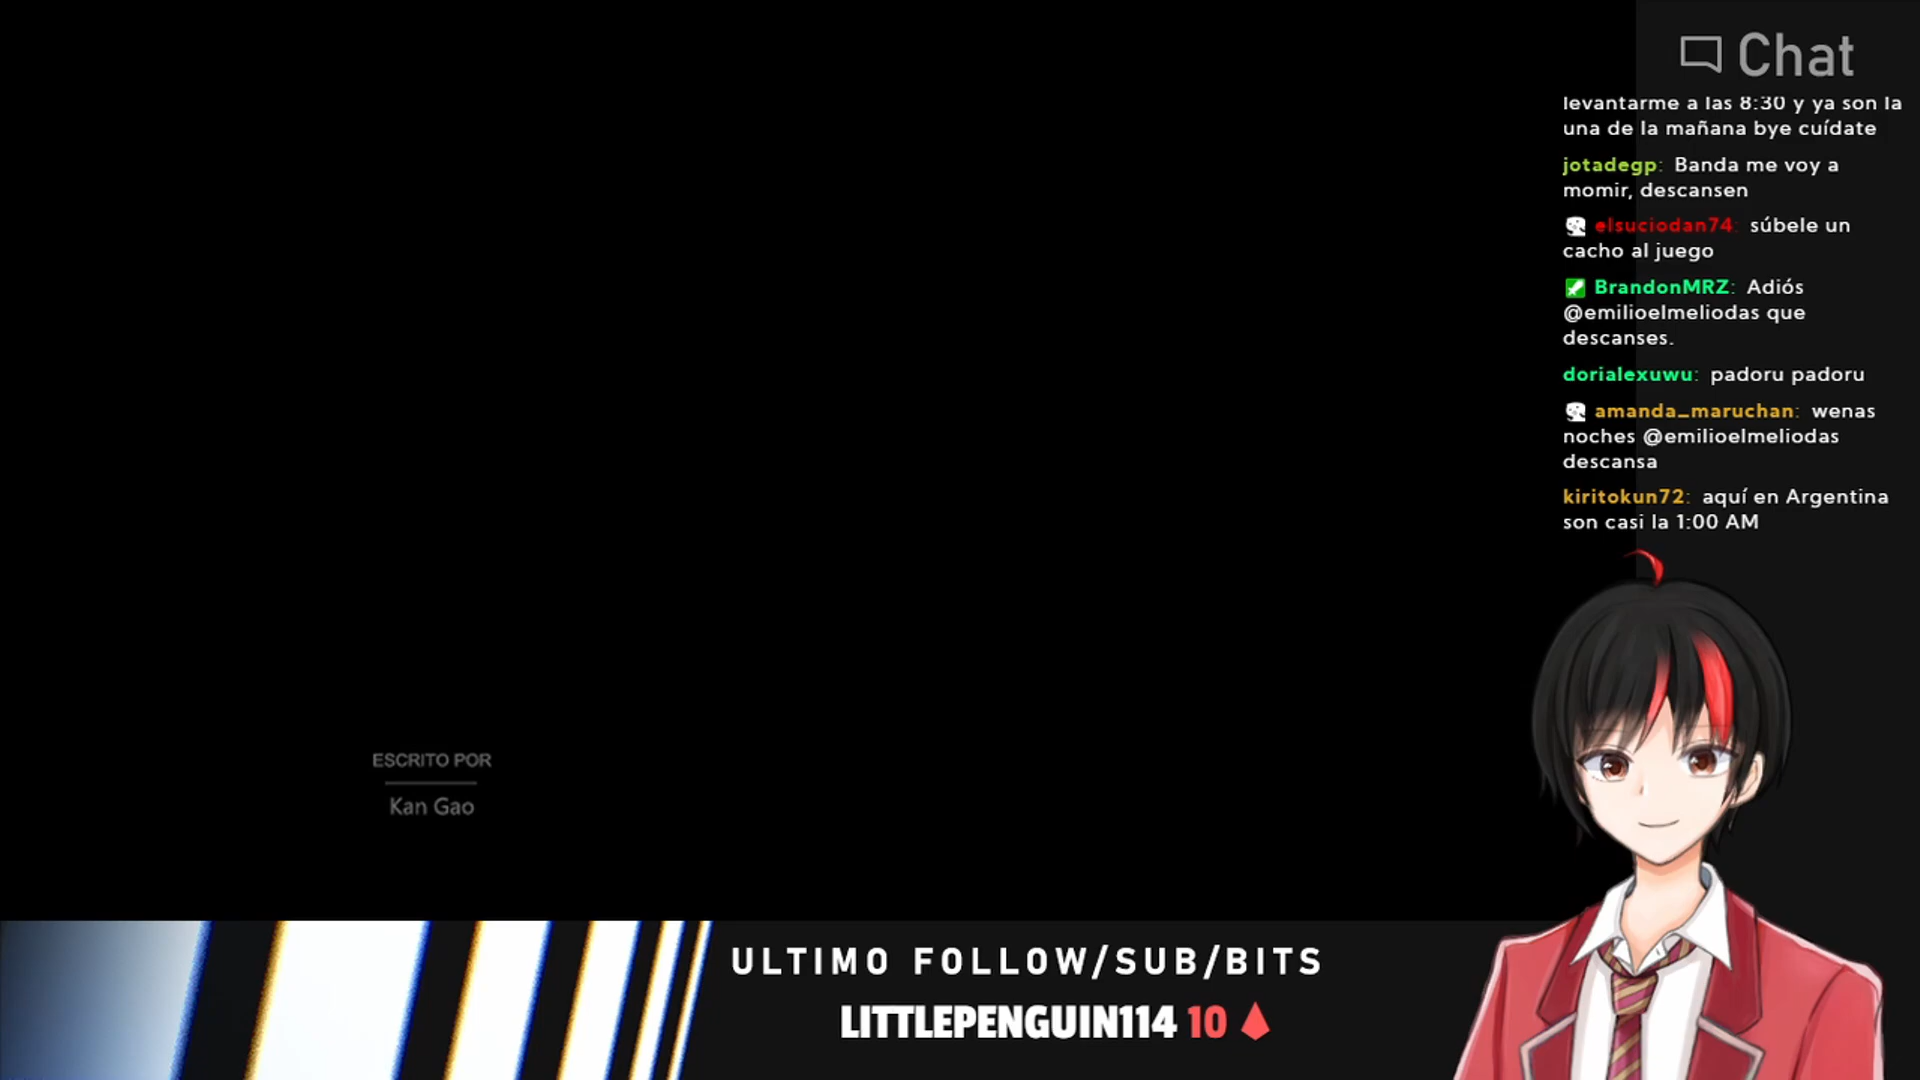 Chat
levantarme a las 8:30 y ya son la
una de la mañana bye cuídate
jotadegp: Banda me voy a
momir, descansen
elsuciodan74: súbele un
cacho al juego
BrandonMRZ: Adiós
@emilioelmeliodas que
descanses.
dorialexuwu: padoru padoru
amanda_maruchan: wenas
noches @emilioelmeliodas
descansa
kiritokun72: aquí en Argentina
son casi la 1:00 AM
ESCRITO POR
Kan Gao
ULTIMO FOLLOW/SUB/BITS
LITTLEPENGUIN114 10